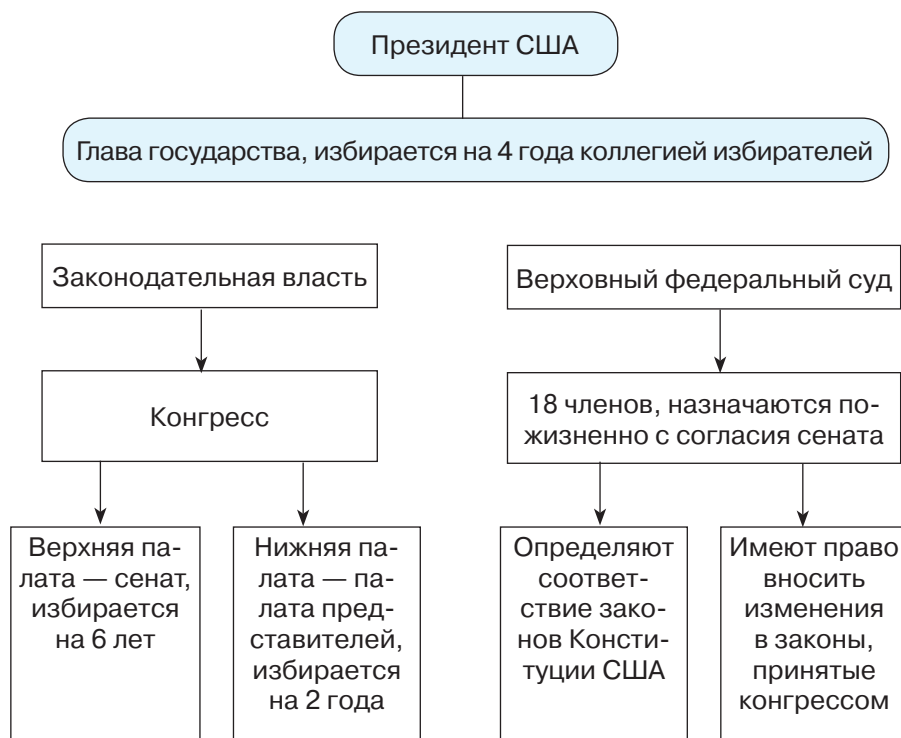 Президент США
Глава государства, избирается на 4 года коллегией избирателей
Законодательная власть
Конгресс
Верхняя па-
лата — сенат,
избирается
на 6 лет
Нижняя па-
лата — па-
лата пред-
ставителей,
избирается
на 2 года
Верховный федеральный суд
18 членов, назначаются по-
жизненно с согласия сената
Определяют
соответ-
ствие зако-
нов Консти-
туции США
Имеют право
вносить
изменения
в законы,
принятые
конгрессом